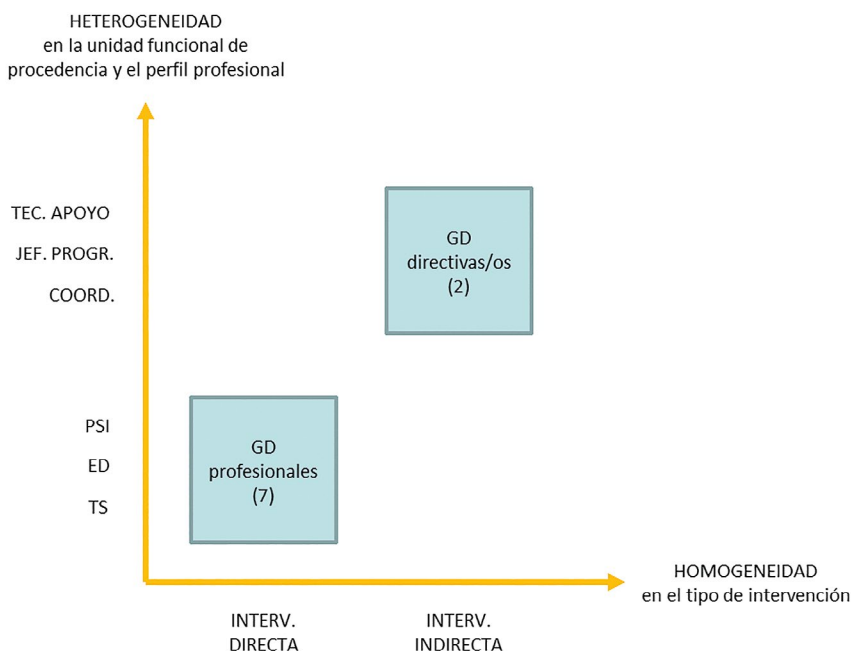 HETEROGENEIDAD
en la unidad funcional de
procedencia y el perfil profesional
TEC. APOYO
JEF. PROGR.
COORD.
GD
directivas/os
(2)
PSI
ED
TS
GD
profesionales
(7)
HOMOGENEIDAD
en el tipo de intervención
INTERV.
DIRECTA
INTERV.
INDIRECTA